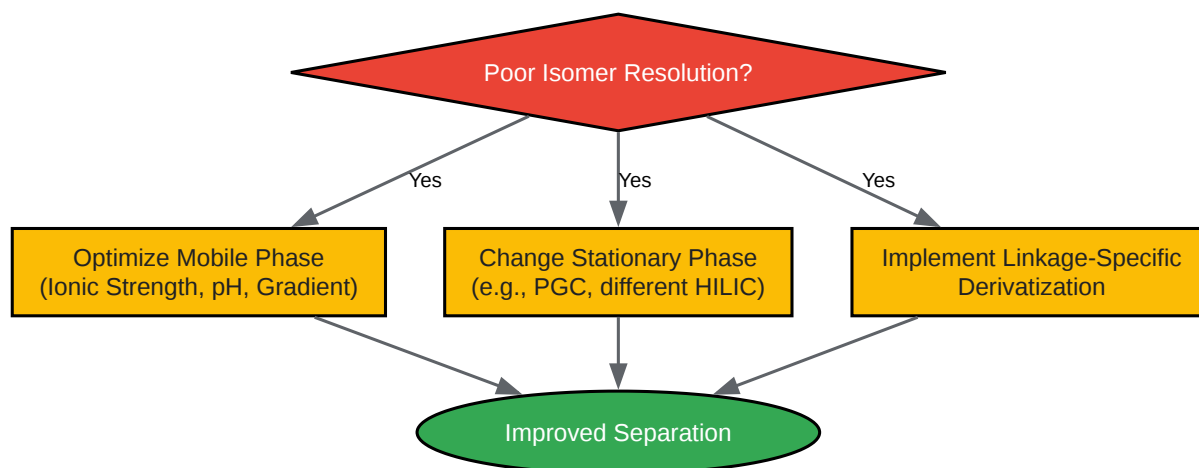 Poor Isomer Resolution?
Yes
Yes
Yes
Optimize Mobile Phase
(Ionic Strength, pH, Gradient)
Change Stationary Phase
(e.g., PGC, different HILIC)
Implement Linkage-Specific
Derivatization
Improved Separation